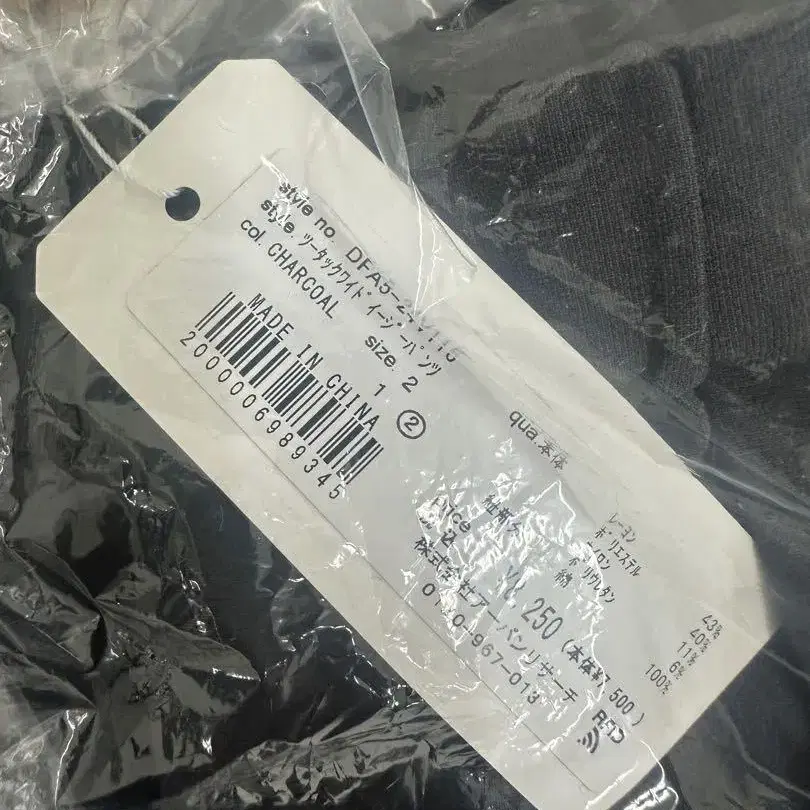 style no.
style. ツータックワイドイージーパンツ
col. CHARCOAL size. 2
MADE IN CHINA 1 ②
2000006989345
qua.本体
レーヨン 43%
ポリエステル 40%
ナイロン 11%
ポリウレタン 6%
綿 100%
250 (本体¥7,500)
株式会社アーバンリサーチ
RFID